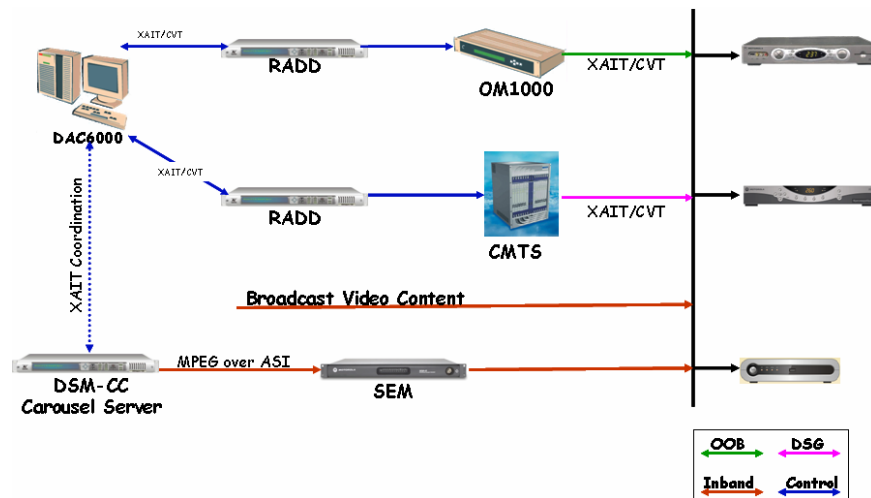 XAIT/CVT
RADD
OM1000
XAIT/CVT
DAC6000
XAIT/CVT
RADD
CMTS
XAIT/CVT
XAIT Coordination
Broadcast Video Content
MPEG over ASI
DSM-CC
Carousel Server
SEM
OOB
DSG
Inband
Control